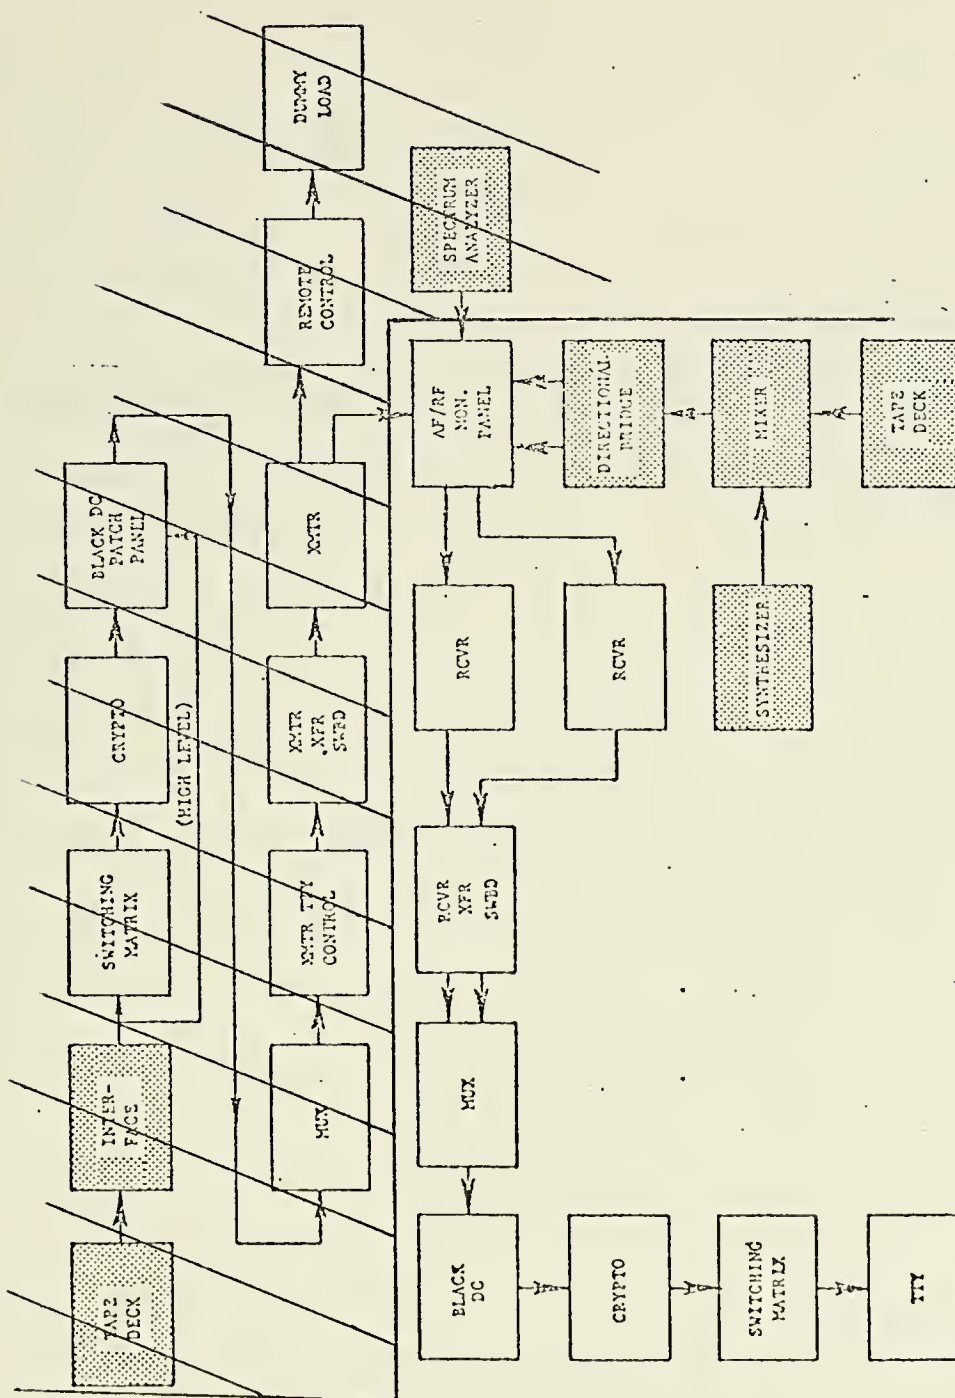 TAPE
DECK
INTER-
FACE
SWITCHING
MATRIX
CRYPTO
BLACK DC
PATCH
PANEL
(HIGH LEVEL)
MUX
XMTR TTY
CONTROL
XMTR
XFR
SWBD
XMTR
REMOTE
CONTROL
DUMMY
LOAD
BLACK
DC
MUX
RCVR
XFR
SWBD
RCVR
AF/RF
MON.
PANEL
SPECTRUM
ANALYZER
CRYPTO
RCVR
DIRECTIONAL
BRIDGE
SWITCHING
MATRIX
SYNTHESIZER
MIXER
TTY
TAPE
DECK